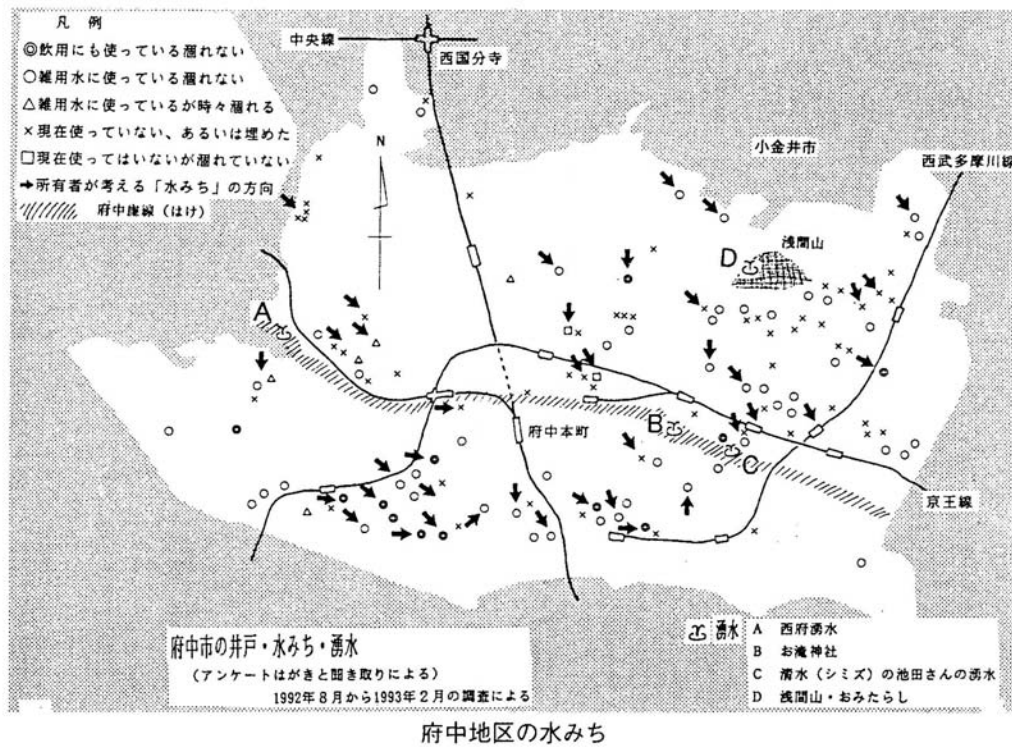 凡 例
◎飲用にも使っている涸れない
○雑用水に使っている涸れない
△雑用水に使っているが時々涸れる
×現在使っていない、あるいは埋めた
□現在使ってはいないが涸れていない
➡所有者が考える「水みち」の方向
府中崖線(はけ)
中央線
西国分寺
N
小金井市
西武多摩川線
浅間山
D
A
B
C
府中本町
京王線
府中市の井戸・水みち・湧水
(アンケートはがきと聞き取りによる)
1992年8月から1993年2月の調査による
湧水
A 西府湧水
B お滝神社
C 清水(シミズ)の池田さんの湧水
D 浅間山・おみたらし
府中地区の水みち